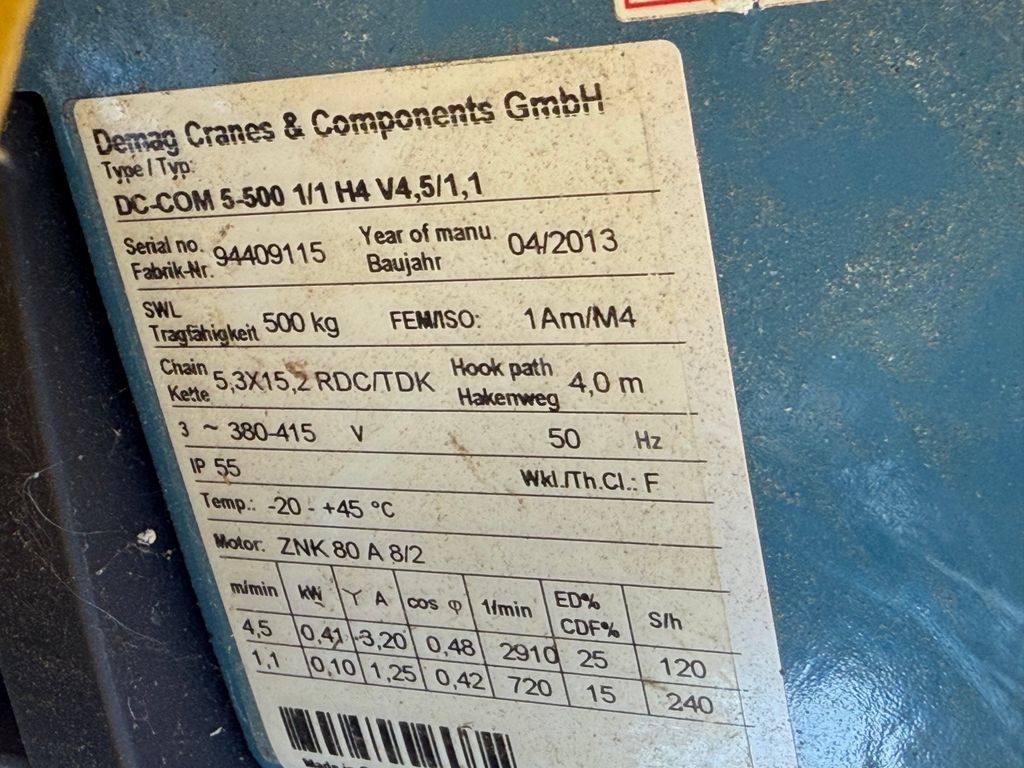 Demag Cranes & Components GmbH
Type / Typ:
DC-COM 5-500 1/1 H4 V4,5/1,1
Serial no. 94409115 Year of manu. 04/2013
Fabrik-Nr. Baujahr
SWL
Tragfähigkeit 500 kg FEM/ISO: 1Am/M4
Chain 5,3X15,2 RDC/TDK Hook path 4,0 m
Kette Hakenweg
3 ~ 380-415 V 50 Hz
IP 55 Wkl./Th.Cl.: F
Temp.: -20 - +45 °C
Motor: ZNK 80 A 8/2
m/min kW Y A cos φ 1/min ED% S/h
CDF%
4,5 0,41 3,20 0,48 2910 25 120
1,1 0,10 1,25 0,42 720 15 240
Made in